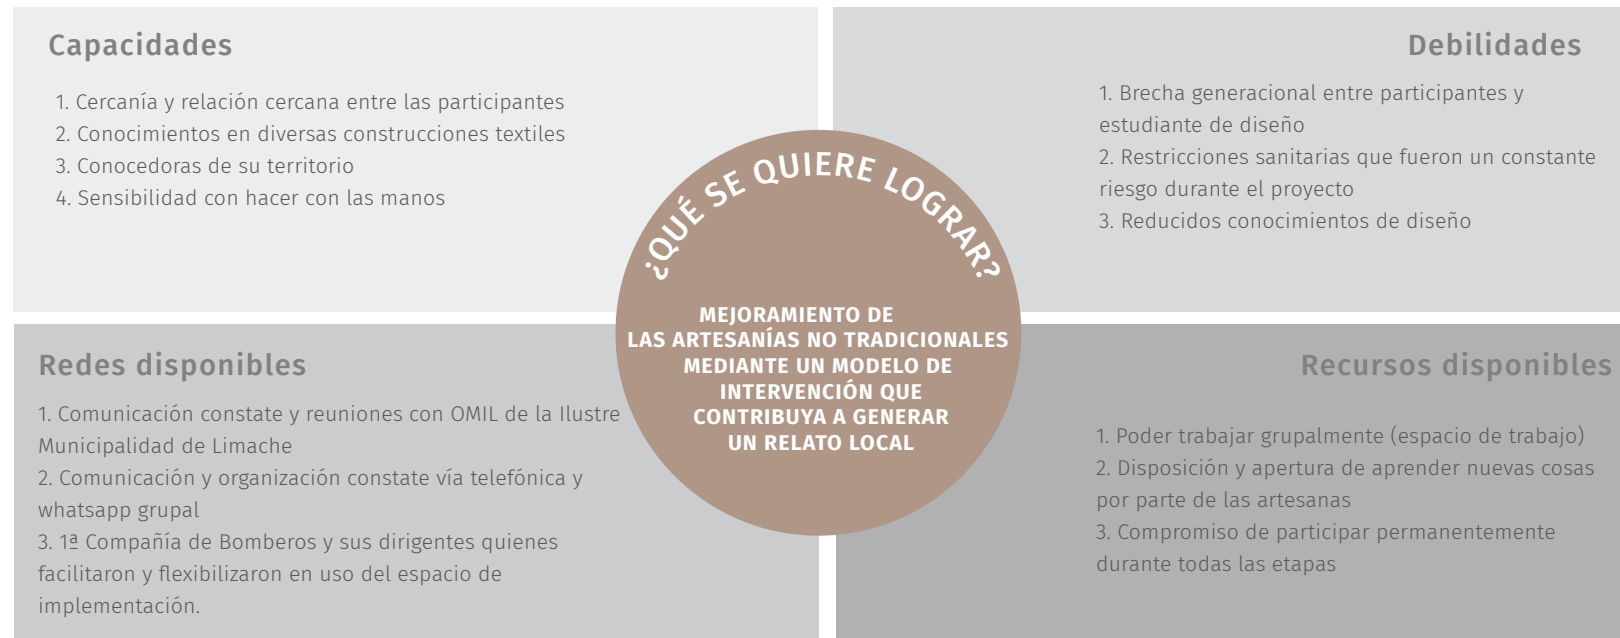 Capacidades
1. Cercanía y relación cercana entre las participantes
2. Conocimientos en diversas construcciones textiles
3. Conocedoras de su territorio
4. Sensibilidad con hacer con las manos
Debilidades
1. Brecha generacional entre participantes y
estudiante de diseño
2. Restricciones sanitarias que fueron un constante
riesgo durante el proyecto
3. Reducidos conocimientos de diseño
¿QUÉ SE QUIERE LOGRAR?
MEJORAMIENTO DE
LAS ARTESANÍAS NO TRADICIONALES
MEDIANTE UN MODELO DE
INTERVENCIÓN QUE
CONTRIBUYA A GENERAR
UN RELATO LOCAL
Redes disponibles
1. Comunicación constate y reuniones con OMIL de la Ilustre
Municipalidad de Limache
2. Comunicación y organización constate vía telefónica y
whatsapp grupal
3. 1ª Compañía de Bomberos y sus dirigentes quienes
facilitaron y flexibilizaron en uso del espacio de
implementación.
Recursos disponibles
1. Poder trabajar grupalmente (espacio de trabajo)
2. Disposición y apertura de aprender nuevas cosas
por parte de las artesanas
3. Compromiso de participar permanentemente
durante todas las etapas